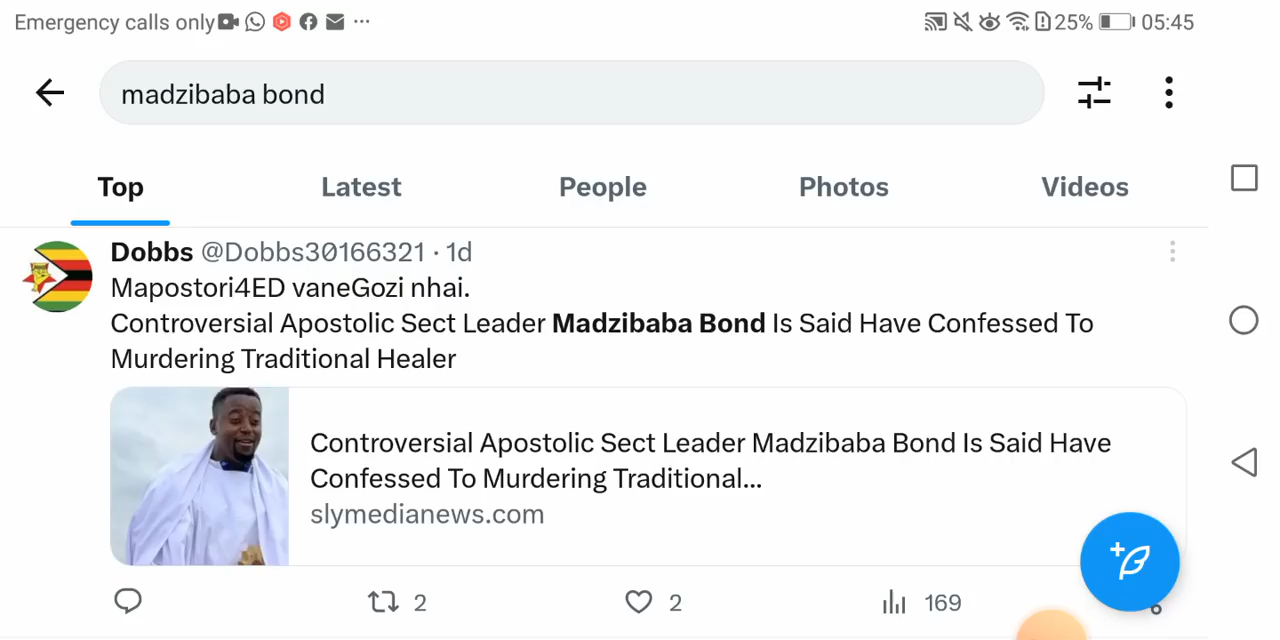 Emergency calls only ... 25% 05:45
madzibaba bond
Top Latest People Photos Videos
Dobbs @Dobbs30166321 · 1d
Mapostori4ED vaneGozi nhai.
Controversial Apostolic Sect Leader Madzibaba Bond Is Said Have Confessed To
Murdering Traditional Healer
Controversial Apostolic Sect Leader Madzibaba Bond Is Said Have
Confessed To Murdering Traditional...
slymedianews.com
2 2 169